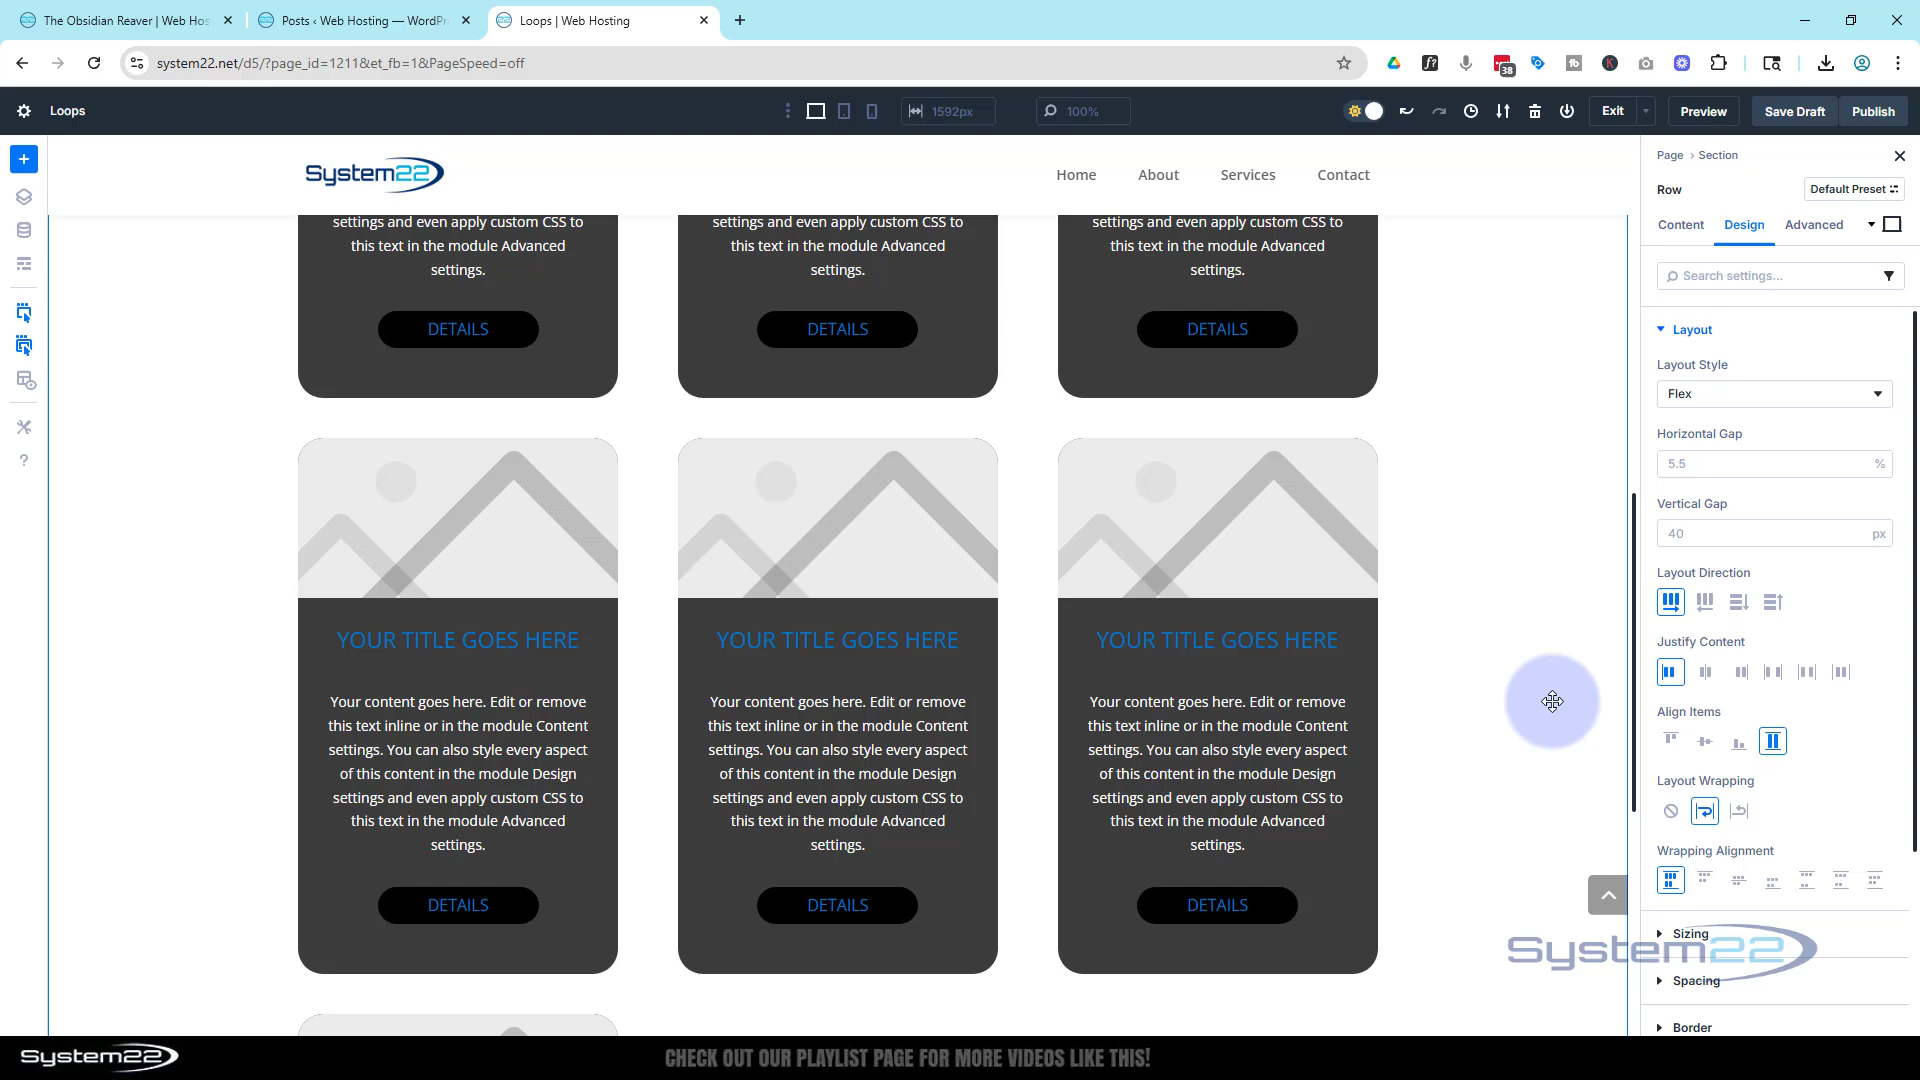 The Obsidian Reaver | Web Hos
Posts ‹ Web Hosting — WordPr
Loops | Web Hosting
system22.net/d5/?page_id=1211&et_fb=1&PageSpeed=off
38
Loops
1592px
100%
Exit
Preview
Save Draft
Publish
System22
Home
About
Services
Contact
settings and even apply custom CSS to
this text in the module Advanced
settings.
DETAILS
settings and even apply custom CSS to
this text in the module Advanced
settings.
DETAILS
settings and even apply custom CSS to
this text in the module Advanced
settings.
DETAILS
YOUR TITLE GOES HERE
Your content goes here. Edit or remove
this text inline or in the module Content
settings. You can also style every aspect
of this content in the module Design
settings and even apply custom CSS to
this text in the module Advanced
settings.
DETAILS
YOUR TITLE GOES HERE
Your content goes here. Edit or remove
this text inline or in the module Content
settings. You can also style every aspect
of this content in the module Design
settings and even apply custom CSS to
this text in the module Advanced
settings.
DETAILS
YOUR TITLE GOES HERE
Your content goes here. Edit or remove
this text inline or in the module Content
settings. You can also style every aspect
of this content in the module Design
settings and even apply custom CSS to
this text in the module Advanced
settings.
DETAILS
Page › Section
Row
Default Preset
Content
Design
Advanced
Search settings...
Layout
Layout Style
Flex
Horizontal Gap
5.5 %
Vertical Gap
40 px
Layout Direction
Justify Content
Align Items
Layout Wrapping
Wrapping Alignment
Sizing
System22
Spacing
Border
System22
CHECK OUT OUR PLAYLIST PAGE FOR MORE VIDEOS LIKE THIS!